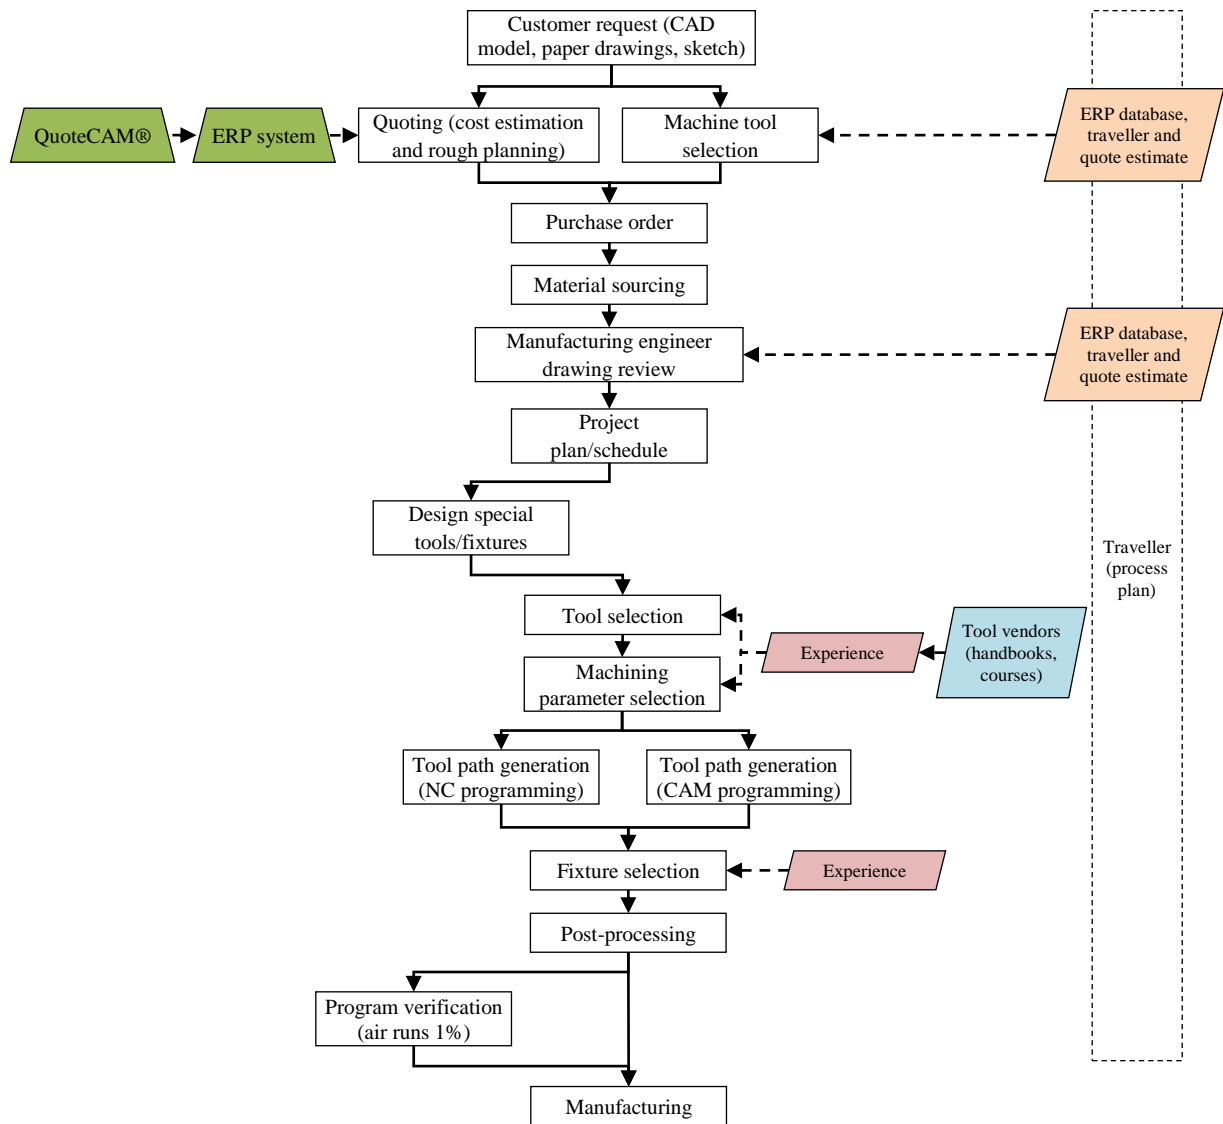 Customer request (CAD
model, paper drawings, sketch)
QuoteCAM®
ERP system
Quoting (cost estimation
and rough planning)
Machine tool
selection
ERP database,
traveller and
quote estimate
Purchase order
Material sourcing
Manufacturing engineer
drawing review
ERP database,
traveller and
quote estimate
Project
plan/schedule
Design special
tools/fixtures
Traveller
(process
plan)
Tool selection
Experience
Tool vendors
(handbooks,
courses)
Machining
parameter selection
Tool path generation
(NC programming)
Tool path generation
(CAM programming)
Fixture selection
Experience
Post-processing
Program verification
(air runs 1%)
Manufacturing